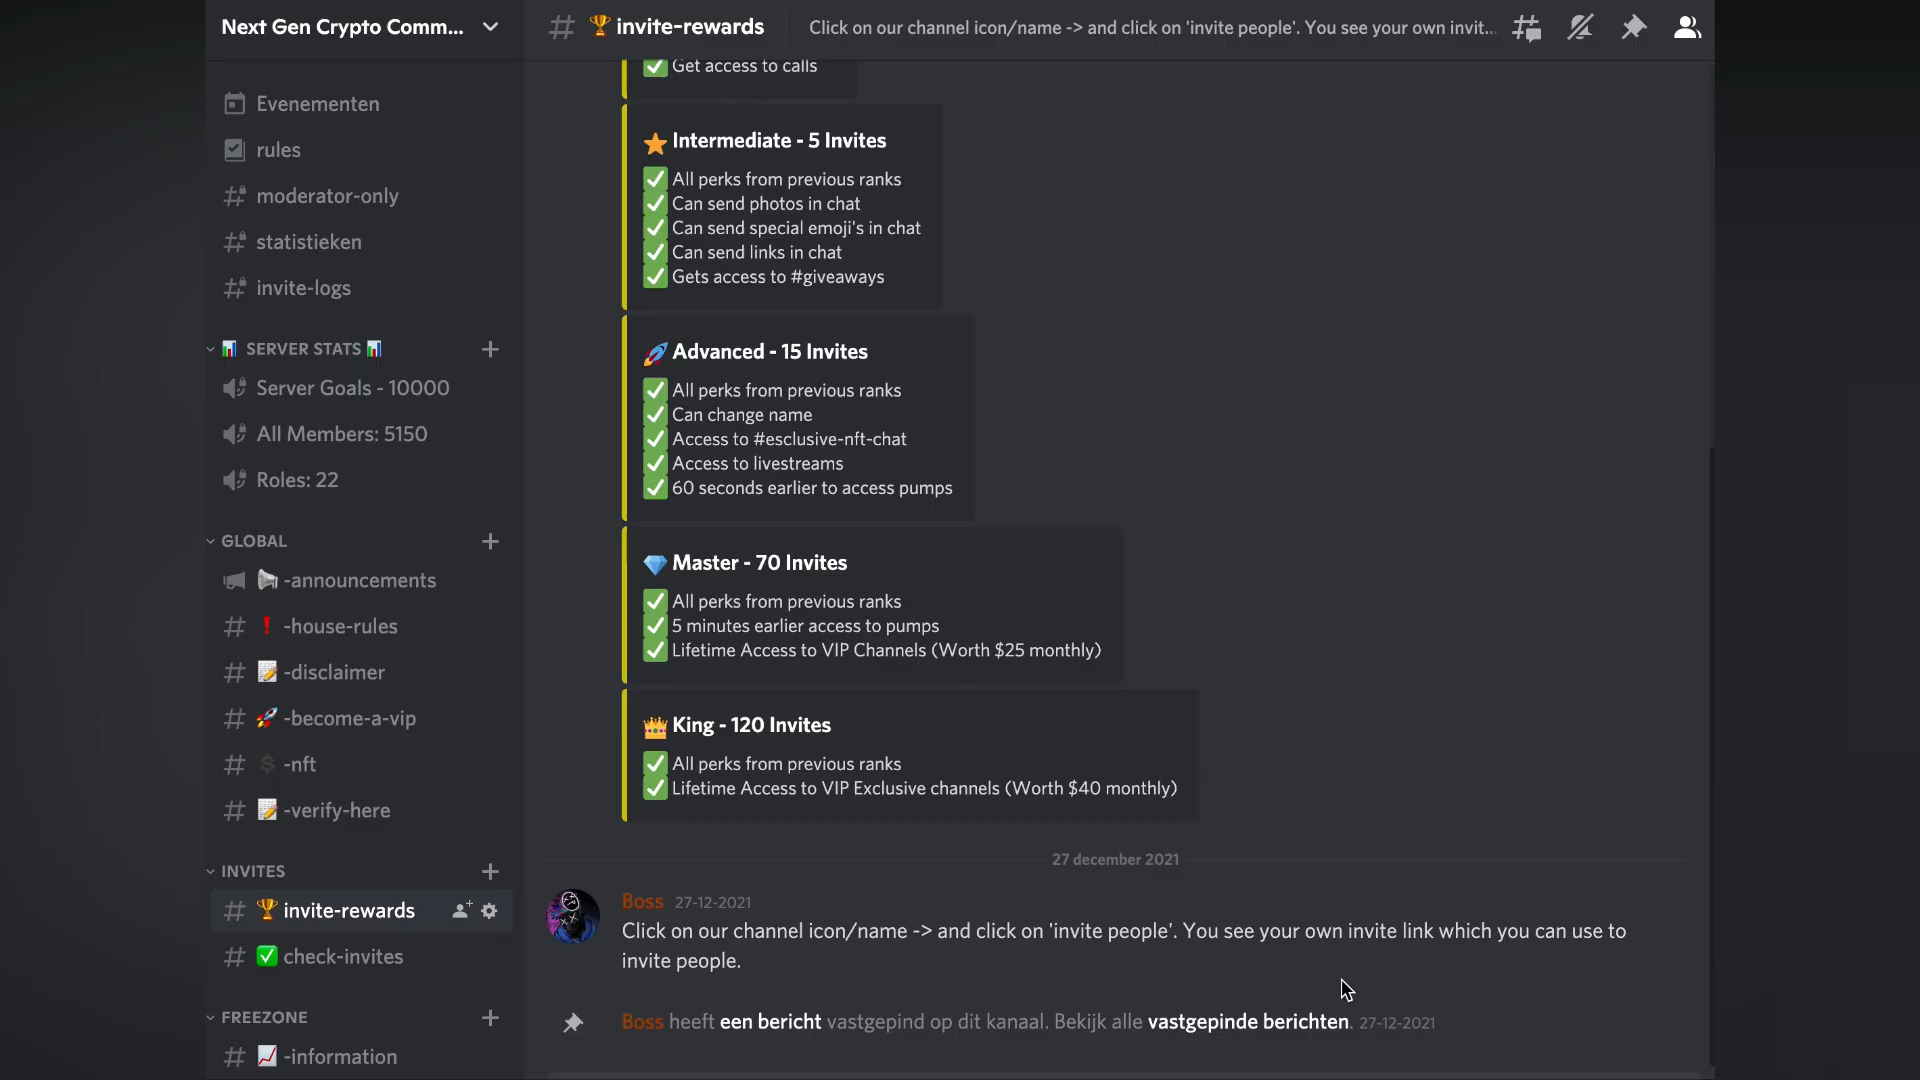 Next Gen Crypto Comm...
Evenementen
rules
moderator-only
statistieken
invite-logs
SERVER STATS
Server Goals - 10000
All Members: 5150
Roles: 22
GLOBAL
-announcements
-house-rules
-disclaimer
-become-a-vip
-nft
-verify-here
INVITES
invite-rewards
check-invites
FREEZONE
-information
invite-rewards
Click on our channel icon/name -> and click on 'invite people'. You see your own invit...
Get access to calls
Intermediate - 5 Invites
All perks from previous ranks
Can send photos in chat
Can send special emoji's in chat
Can send links in chat
Gets access to #giveaways
Advanced - 15 Invites
All perks from previous ranks
Can change name
Access to #esclusive-nft-chat
Access to livestreams
60 seconds earlier to access pumps
Master - 70 Invites
All perks from previous ranks
5 minutes earlier access to pumps
Lifetime Access to VIP Channels (Worth $25 monthly)
King - 120 Invites
All perks from previous ranks
Lifetime Access to VIP Exclusive channels (Worth $40 monthly)
27 december 2021
Boss 27-12-2021
Click on our channel icon/name -> and click on 'invite people'. You see your own invite link which you can use to
invite people.
Boss heeft een bericht vastgepind op dit kanaal. Bekijk alle vastgepinde berichten. 27-12-2021